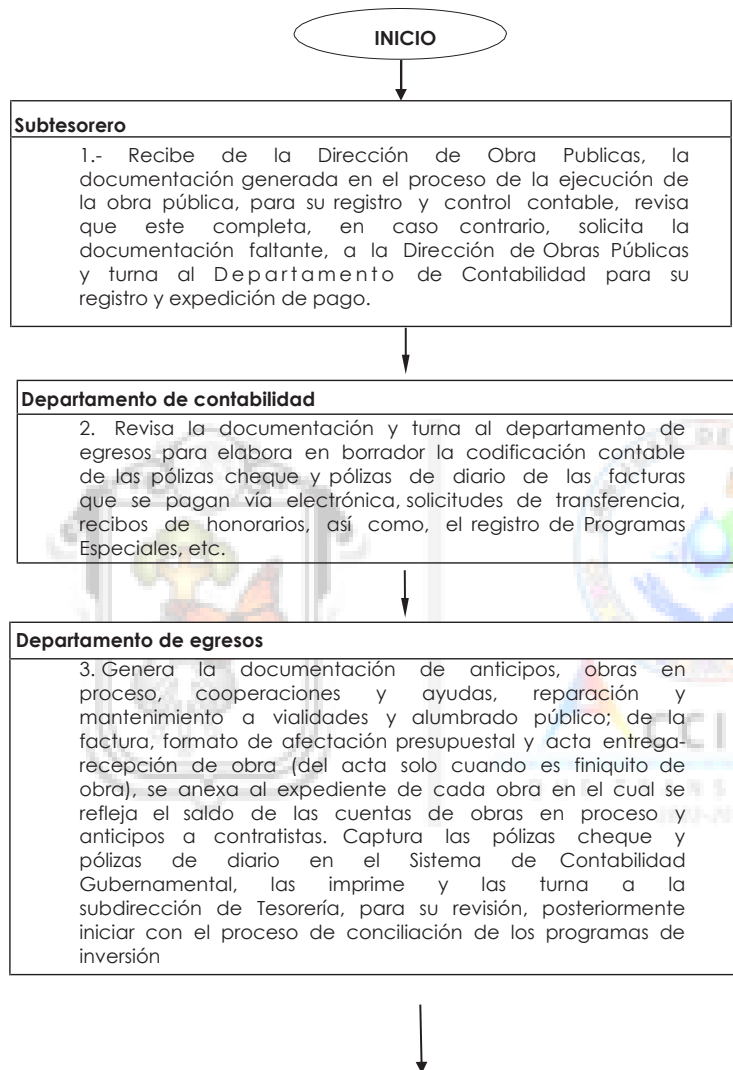 INICIO
Subtesorero
1.- Recibe de la Dirección de Obra Publicas, la
documentación generada en el proceso de la ejecución de
la obra pública, para su registro y control contable, revisa
que este completa, en caso contrario, solicita la
documentación faltante, a la Dirección de Obras Públicas
y turna al Departamento de Contabilidad para su
registro y expedición de pago.
Departamento de contabilidad
2. Revisa la documentación y turna al departamento de
egresos para elabora en borrador la codificación contable
de las pólizas cheque y pólizas de diario de las facturas
que se pagan vía electrónica, solicitudes de transferencia,
recibos de honorarios, así como, el registro de Programas
Especiales, etc.
Departamento de egresos
3. Genera la documentación de anticipos, obras en
proceso, cooperaciones y ayudas, reparación y
mantenimiento a vialidades y alumbrado público; de la
factura, formato de afectación presupuestal y acta entrega-
recepción de obra (del acta solo cuando es finiquito de
obra), se anexa al expediente de cada obra en el cual se
refleja el saldo de las cuentas de obras en proceso y
anticipos a contratistas. Captura las pólizas cheque y
pólizas de diario en el Sistema de Contabilidad
Gubernamental, las imprime y las turna a la
subdirección de Tesorería, para su revisión, posteriormente
iniciar con el proceso de conciliación de los programas de
inversión